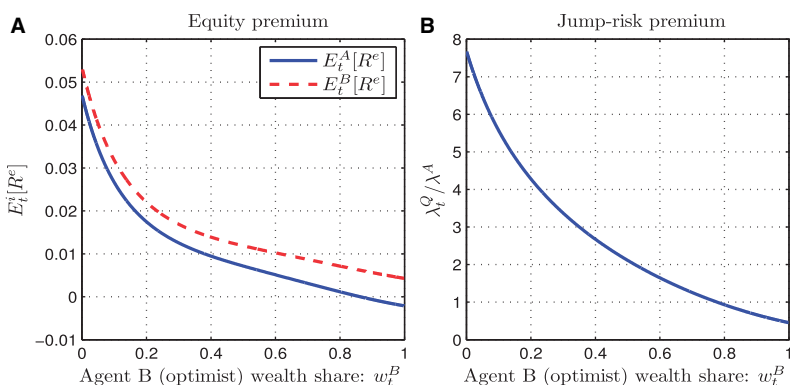 A
Equity premium
0.06
0.05
0.04
0.03
0.02
0.01
0
−0.01
E_t^i[R^e]
E_t^A[R^e]
E_t^B[R^e]
0 0.2 0.4 0.6 0.8 1
Agent B (optimist) wealth share: w_t^B
B
Jump-risk premium
8
7
6
5
4
3
2
1
0
λ_t^Q/λ^A
0 0.2 0.4 0.6 0.8 1
Agent B (optimist) wealth share: w_t^B